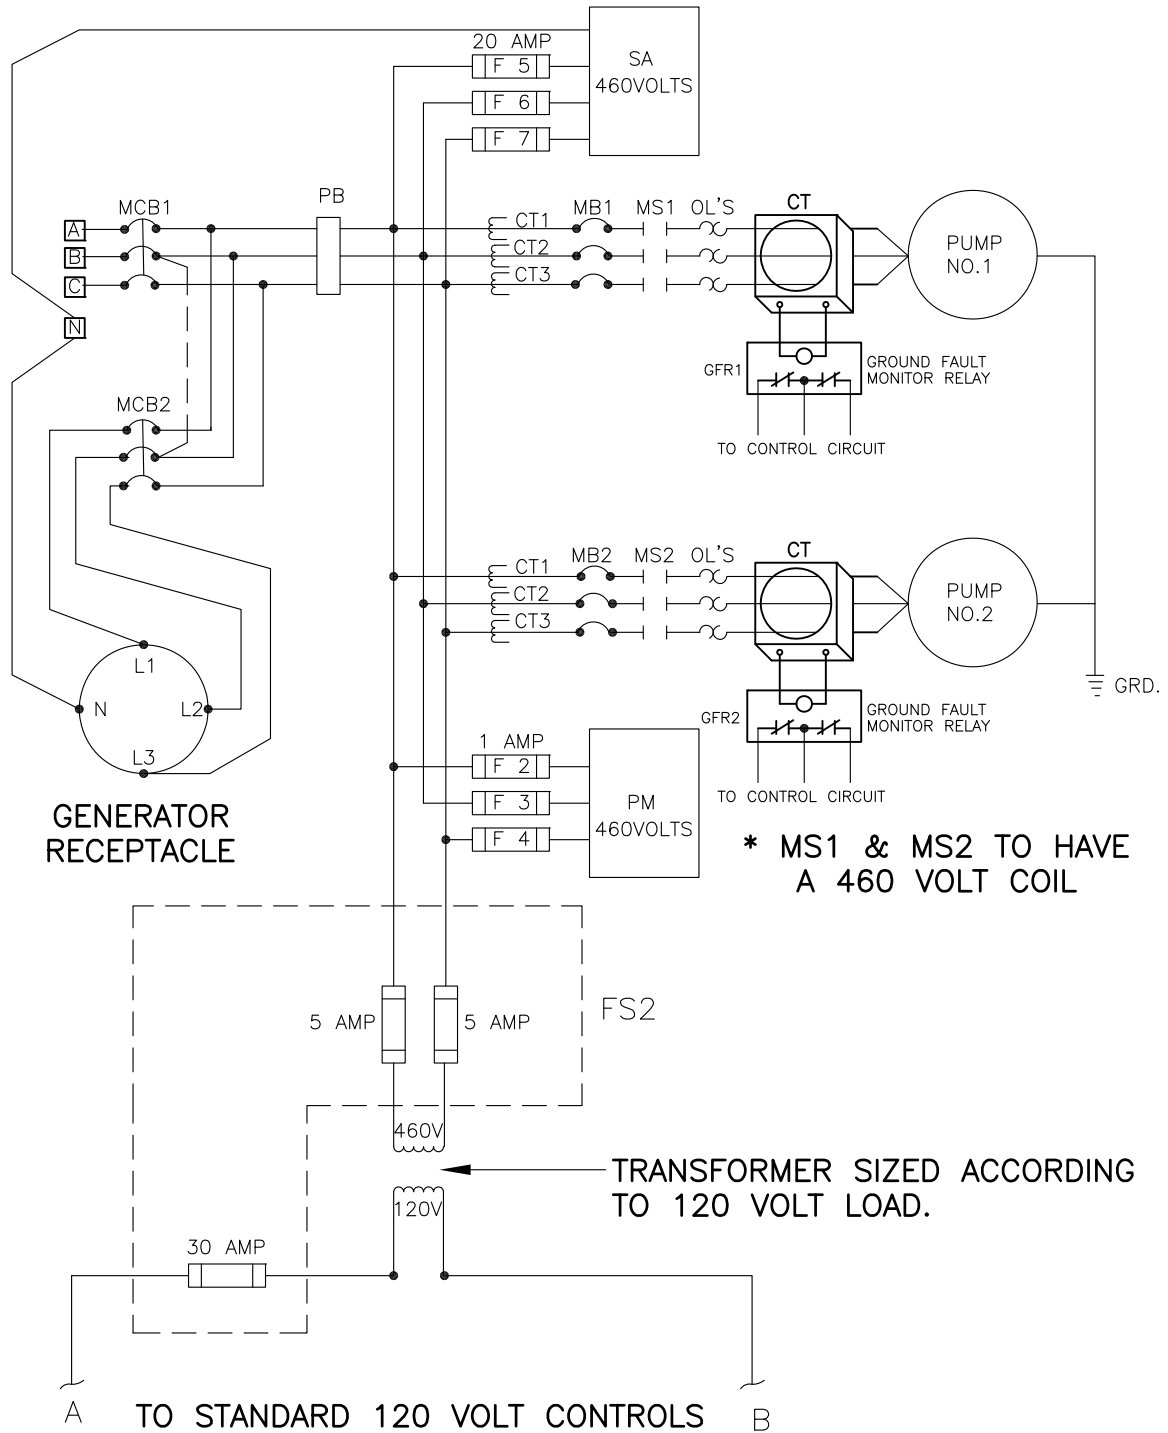 20 AMP
F 5
F 6
F 7
SA
460VOLTS
MCB1
PB
A
B
C
N
CT1
CT2
CT3
MB1
MS1
OL'S
CT
PUMP
NO.1
GFR1
GROUND FAULT
MONITOR RELAY
TO CONTROL CIRCUIT
MCB2
CT1
CT2
CT3
MB2
MS2
OL'S
CT
PUMP
NO.2
GRD.
GFR2
GROUND FAULT
MONITOR RELAY
TO CONTROL CIRCUIT
L1
N
L2
L3
GENERATOR
RECEPTACLE
1 AMP
F 2
F 3
F 4
PM
460VOLTS
* MS1 & MS2 TO HAVE
A 460 VOLT COIL
5 AMP
5 AMP
FS2
460V
120V
TRANSFORMER SIZED ACCORDING
TO 120 VOLT LOAD.
30 AMP
A
TO STANDARD 120 VOLT CONTROLS
B